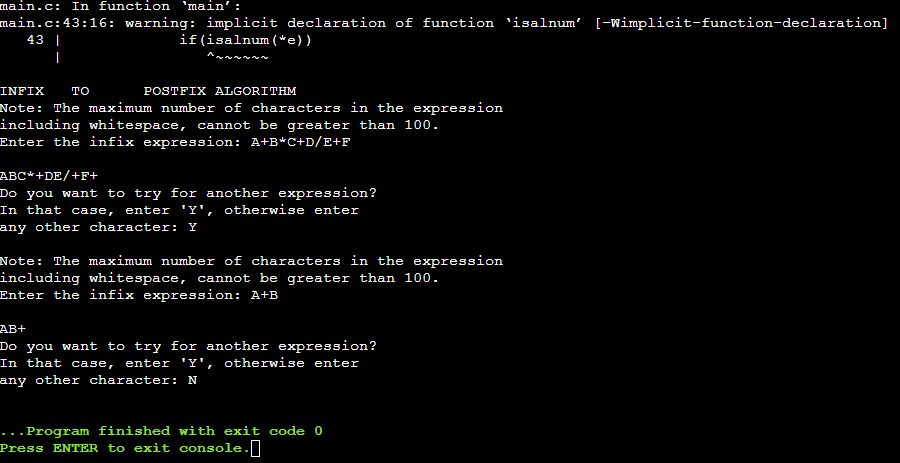 main.c: In function ‘main’:
main.c:43:16: warning: implicit declaration of function ‘isalnum’ [-Wimplicit-function-declaration]
   43 |             if(isalnum(*e))
      |                ^~~~~~~
INFIX   TO      POSTFIX ALGORITHM
Note: The maximum number of characters in the expression
including whitespace, cannot be greater than 100.
Enter the infix expression: A+B*C+D/E+F
ABC*+DE/+F+
Do you want to try for another expression?
In that case, enter 'Y', otherwise enter
any other character: Y
Note: The maximum number of characters in the expression
including whitespace, cannot be greater than 100.
Enter the infix expression: A+B
AB+
Do you want to try for another expression?
In that case, enter 'Y', otherwise enter
any other character: N
...Program finished with exit code 0
Press ENTER to exit console.